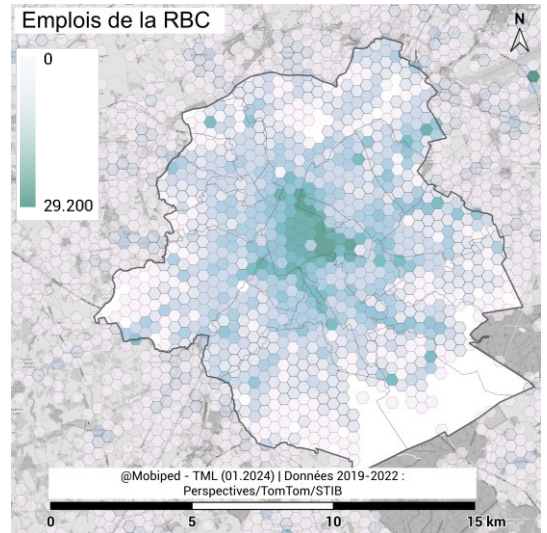 Emplois de la RBC
N
0
29.200
@Mobiped - TML (01.2024) | Données 2019-2022 :
Perspectives/TomTom/STIB
0 5 10 15 km